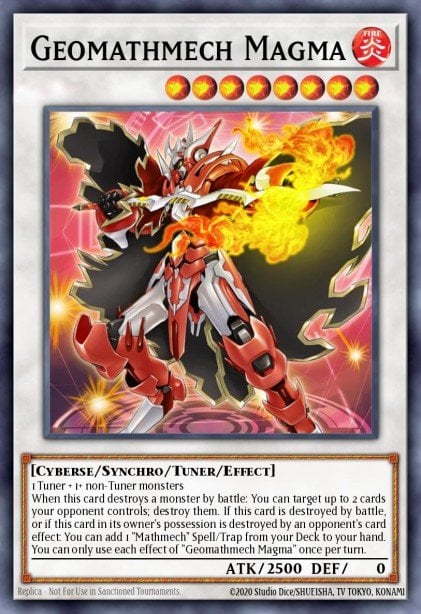 GEOMATHMECH MAGMA
FIRE
炎
[CYBERSE/SYNCHRO/TUNER/EFFECT]
1 Tuner + 1+ non-Tuner monsters
When this card destroys a monster by battle: You can target up to 2 cards
your opponent controls; destroy them. If this card is destroyed by battle,
or if this card in its owner's possession is destroyed by an opponent's card
effect: You can add 1 "Mathmech" Spell/Trap from your Deck to your hand.
You can only use each effect of "Geomathmech Magma" once per turn.
ATK/2500 DEF/ 0
Replica - Not For Use in Sanctioned Tournaments.
©2020 Studio Dice/SHUEISHA, TV TOKYO, KONAMI